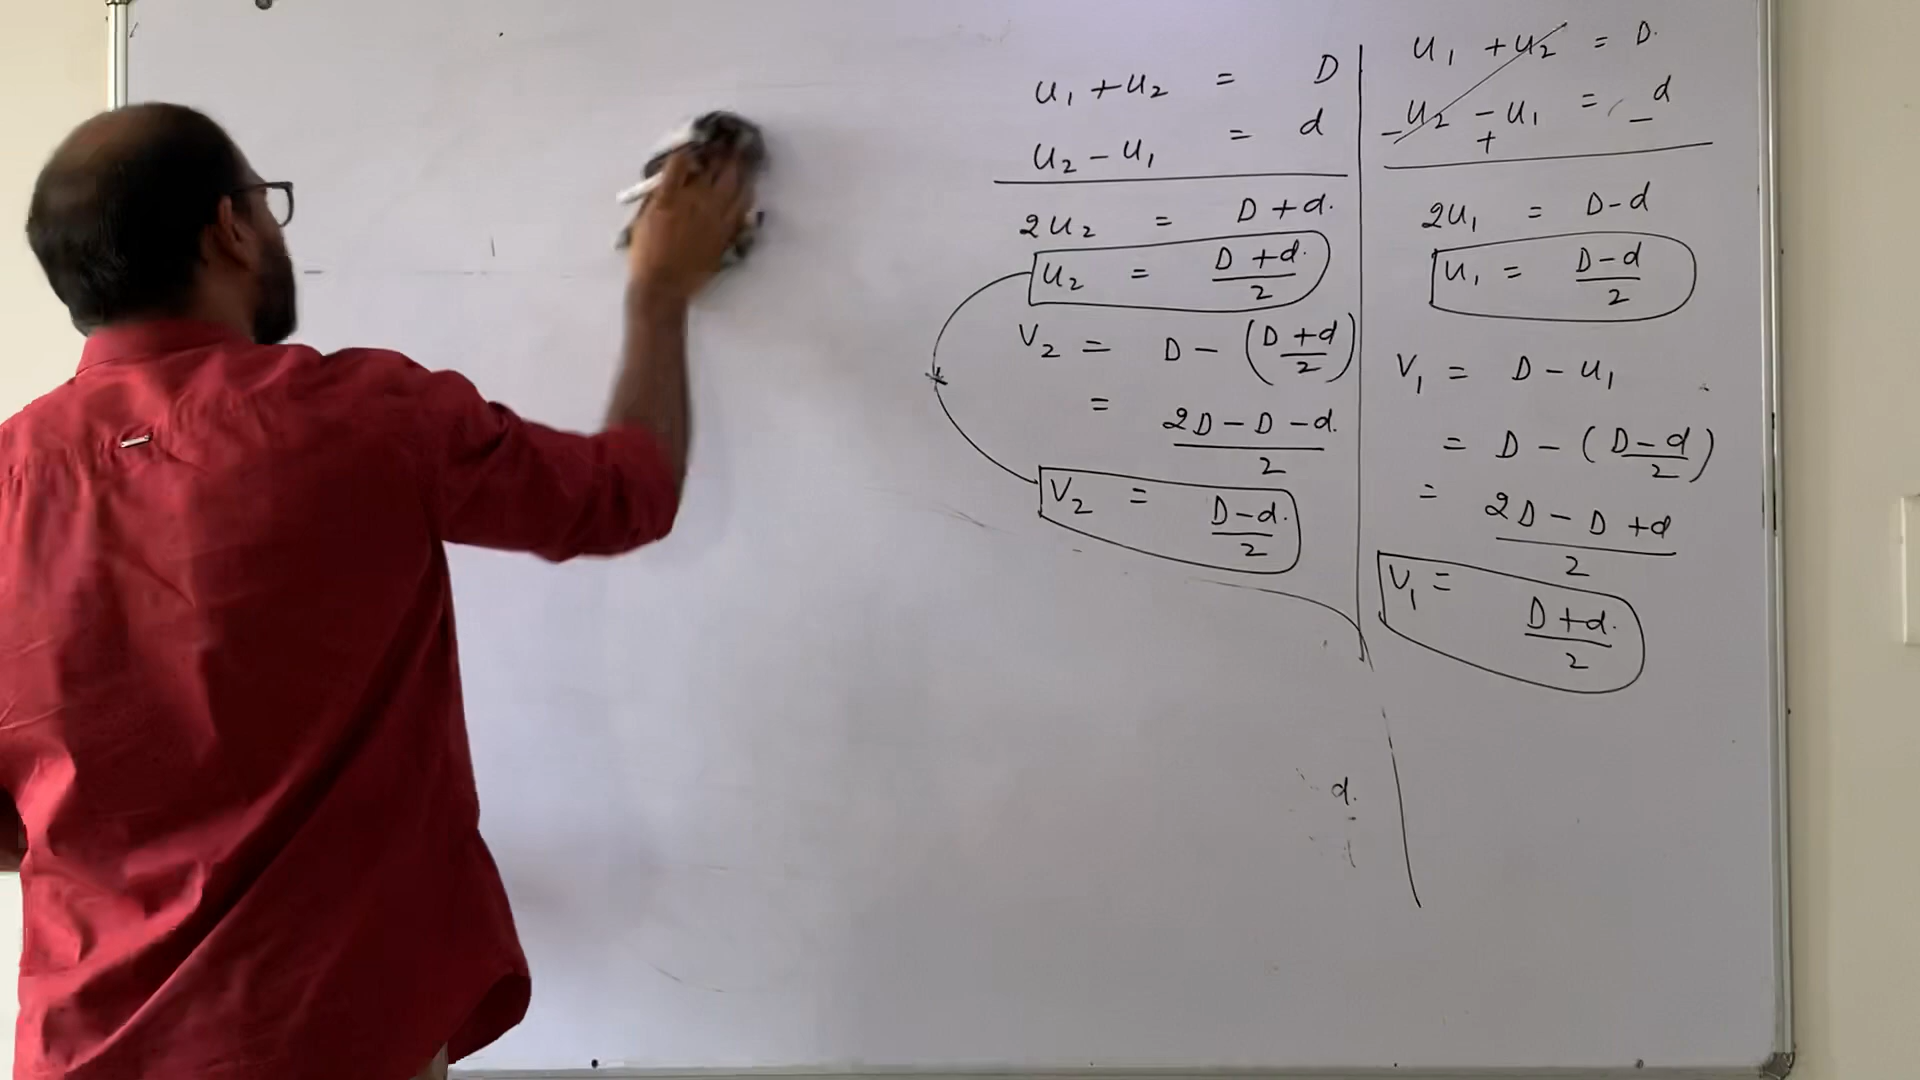 u₁ + u₂ = D
u₂ - u₁ = d
2u₂ = D + d.
u₂ = (D + d.)/2
V₂ = D - ((D + d)/2)
= (2D - D - d.)/2
V₂ = (D - d.)/2
d.
u₁ + u₂ = D.
-u₂ - u₁ = _ d
+
2u₁ = D - d
u₁ = (D - d)/2
V₁ = D - u₁
= D - ((D - d)/2)
= (2D - D + d)/2
V₁ = (D + d.)/2